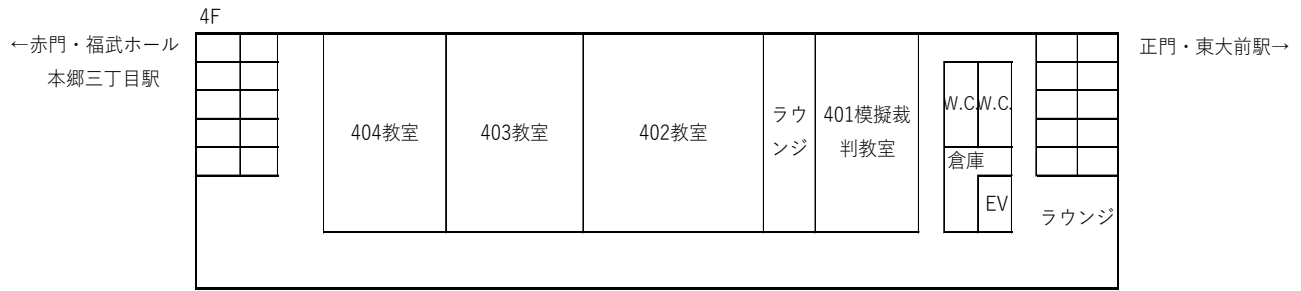 4F
←赤門・福武ホール
本郷三丁目駅
正門・東大前駅→
404教室
403教室
402教室
ラウ
ンジ
401模擬裁
判教室
W.C.
W.C.
倉庫
EV
ラウンジ